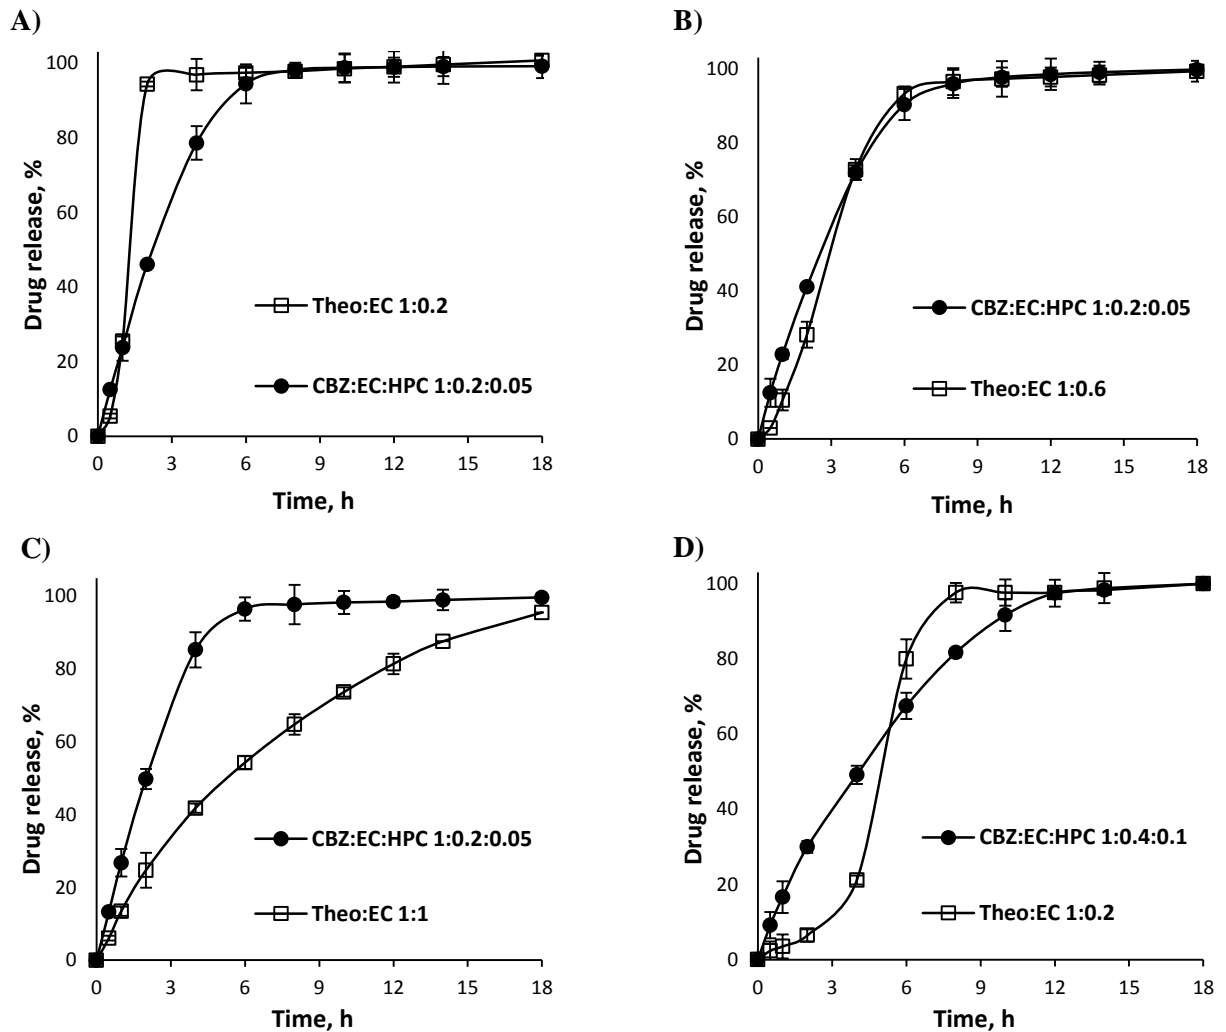 A)
100
80
60
40
20
0
Drug release, %
Theo:EC 1:0.2
CBZ:EC:HPC 1:0.2:0.05
0 3 6 9 12 15 18
Time, h
B)
100
80
60
40
20
0
Drug release, %
CBZ:EC:HPC 1:0.2:0.05
Theo:EC 1:0.6
0 3 6 9 12 15 18
Time, h
C)
100
80
60
40
20
0
Drug release, %
CBZ:EC:HPC 1:0.2:0.05
Theo:EC 1:1
0 3 6 9 12 15 18
Time, h
D)
100
80
60
40
20
0
Drug release, %
CBZ:EC:HPC 1:0.4:0.1
Theo:EC 1:0.2
0 3 6 9 12 15 18
Time, h